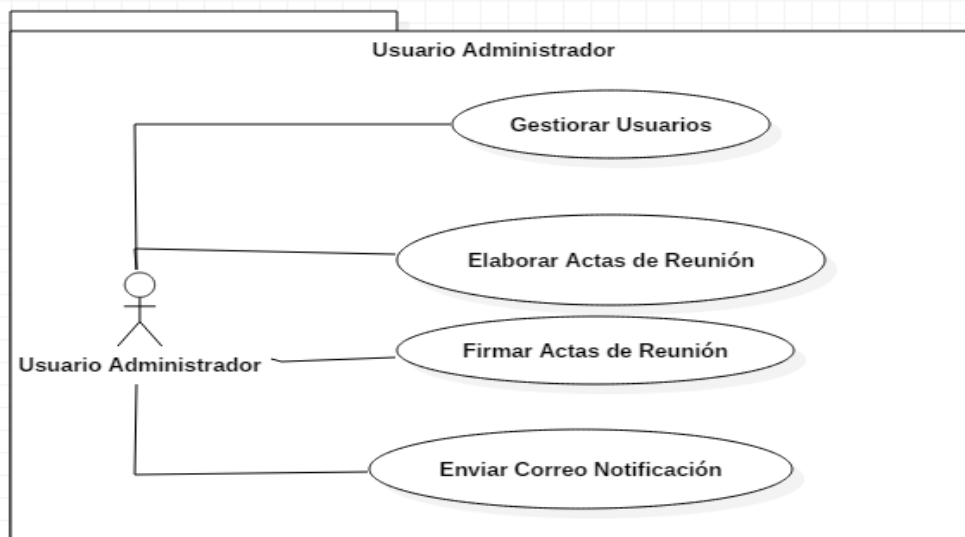 Usuario Administrador
Gestiorar Usuarios
Elaborar Actas de Reunión
Firmar Actas de Reunión
Usuario Administrador
Enviar Correo Notificación